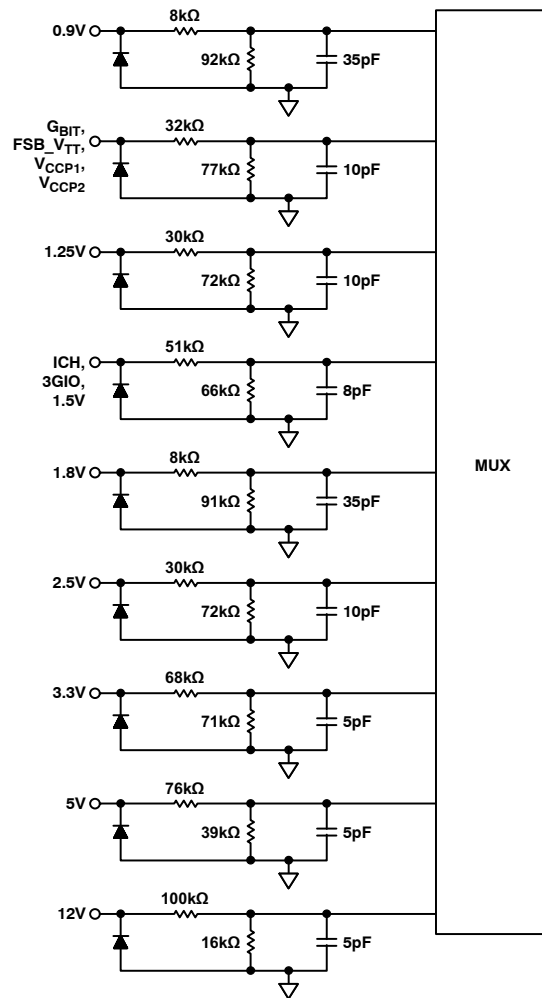 0.9V
8kΩ
92kΩ
35pF
G_BIT,
FSB_V_TT,
V_CCP1,
V_CCP2
32kΩ
77kΩ
10pF
1.25V
30kΩ
72kΩ
10pF
ICH,
3GIO,
1.5V
51kΩ
66kΩ
8pF
1.8V
8kΩ
91kΩ
35pF
MUX
2.5V
30kΩ
72kΩ
10pF
3.3V
68kΩ
71kΩ
5pF
5V
76kΩ
39kΩ
5pF
12V
100kΩ
16kΩ
5pF